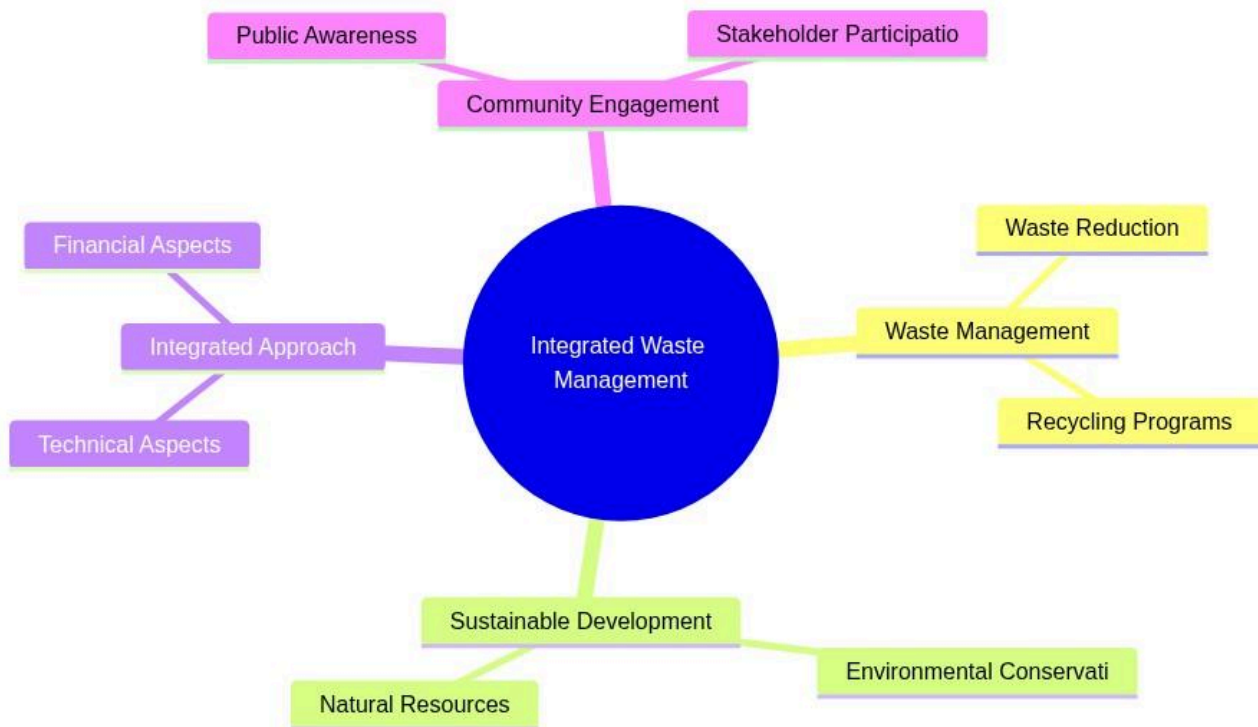 Public Awareness
Stakeholder Participatio
Community Engagement
Financial Aspects
Integrated Approach
Technical Aspects
Integrated Waste
Management
Waste Reduction
Waste Management
Recycling Programs
Sustainable Development
Natural Resources
Environmental Conservati